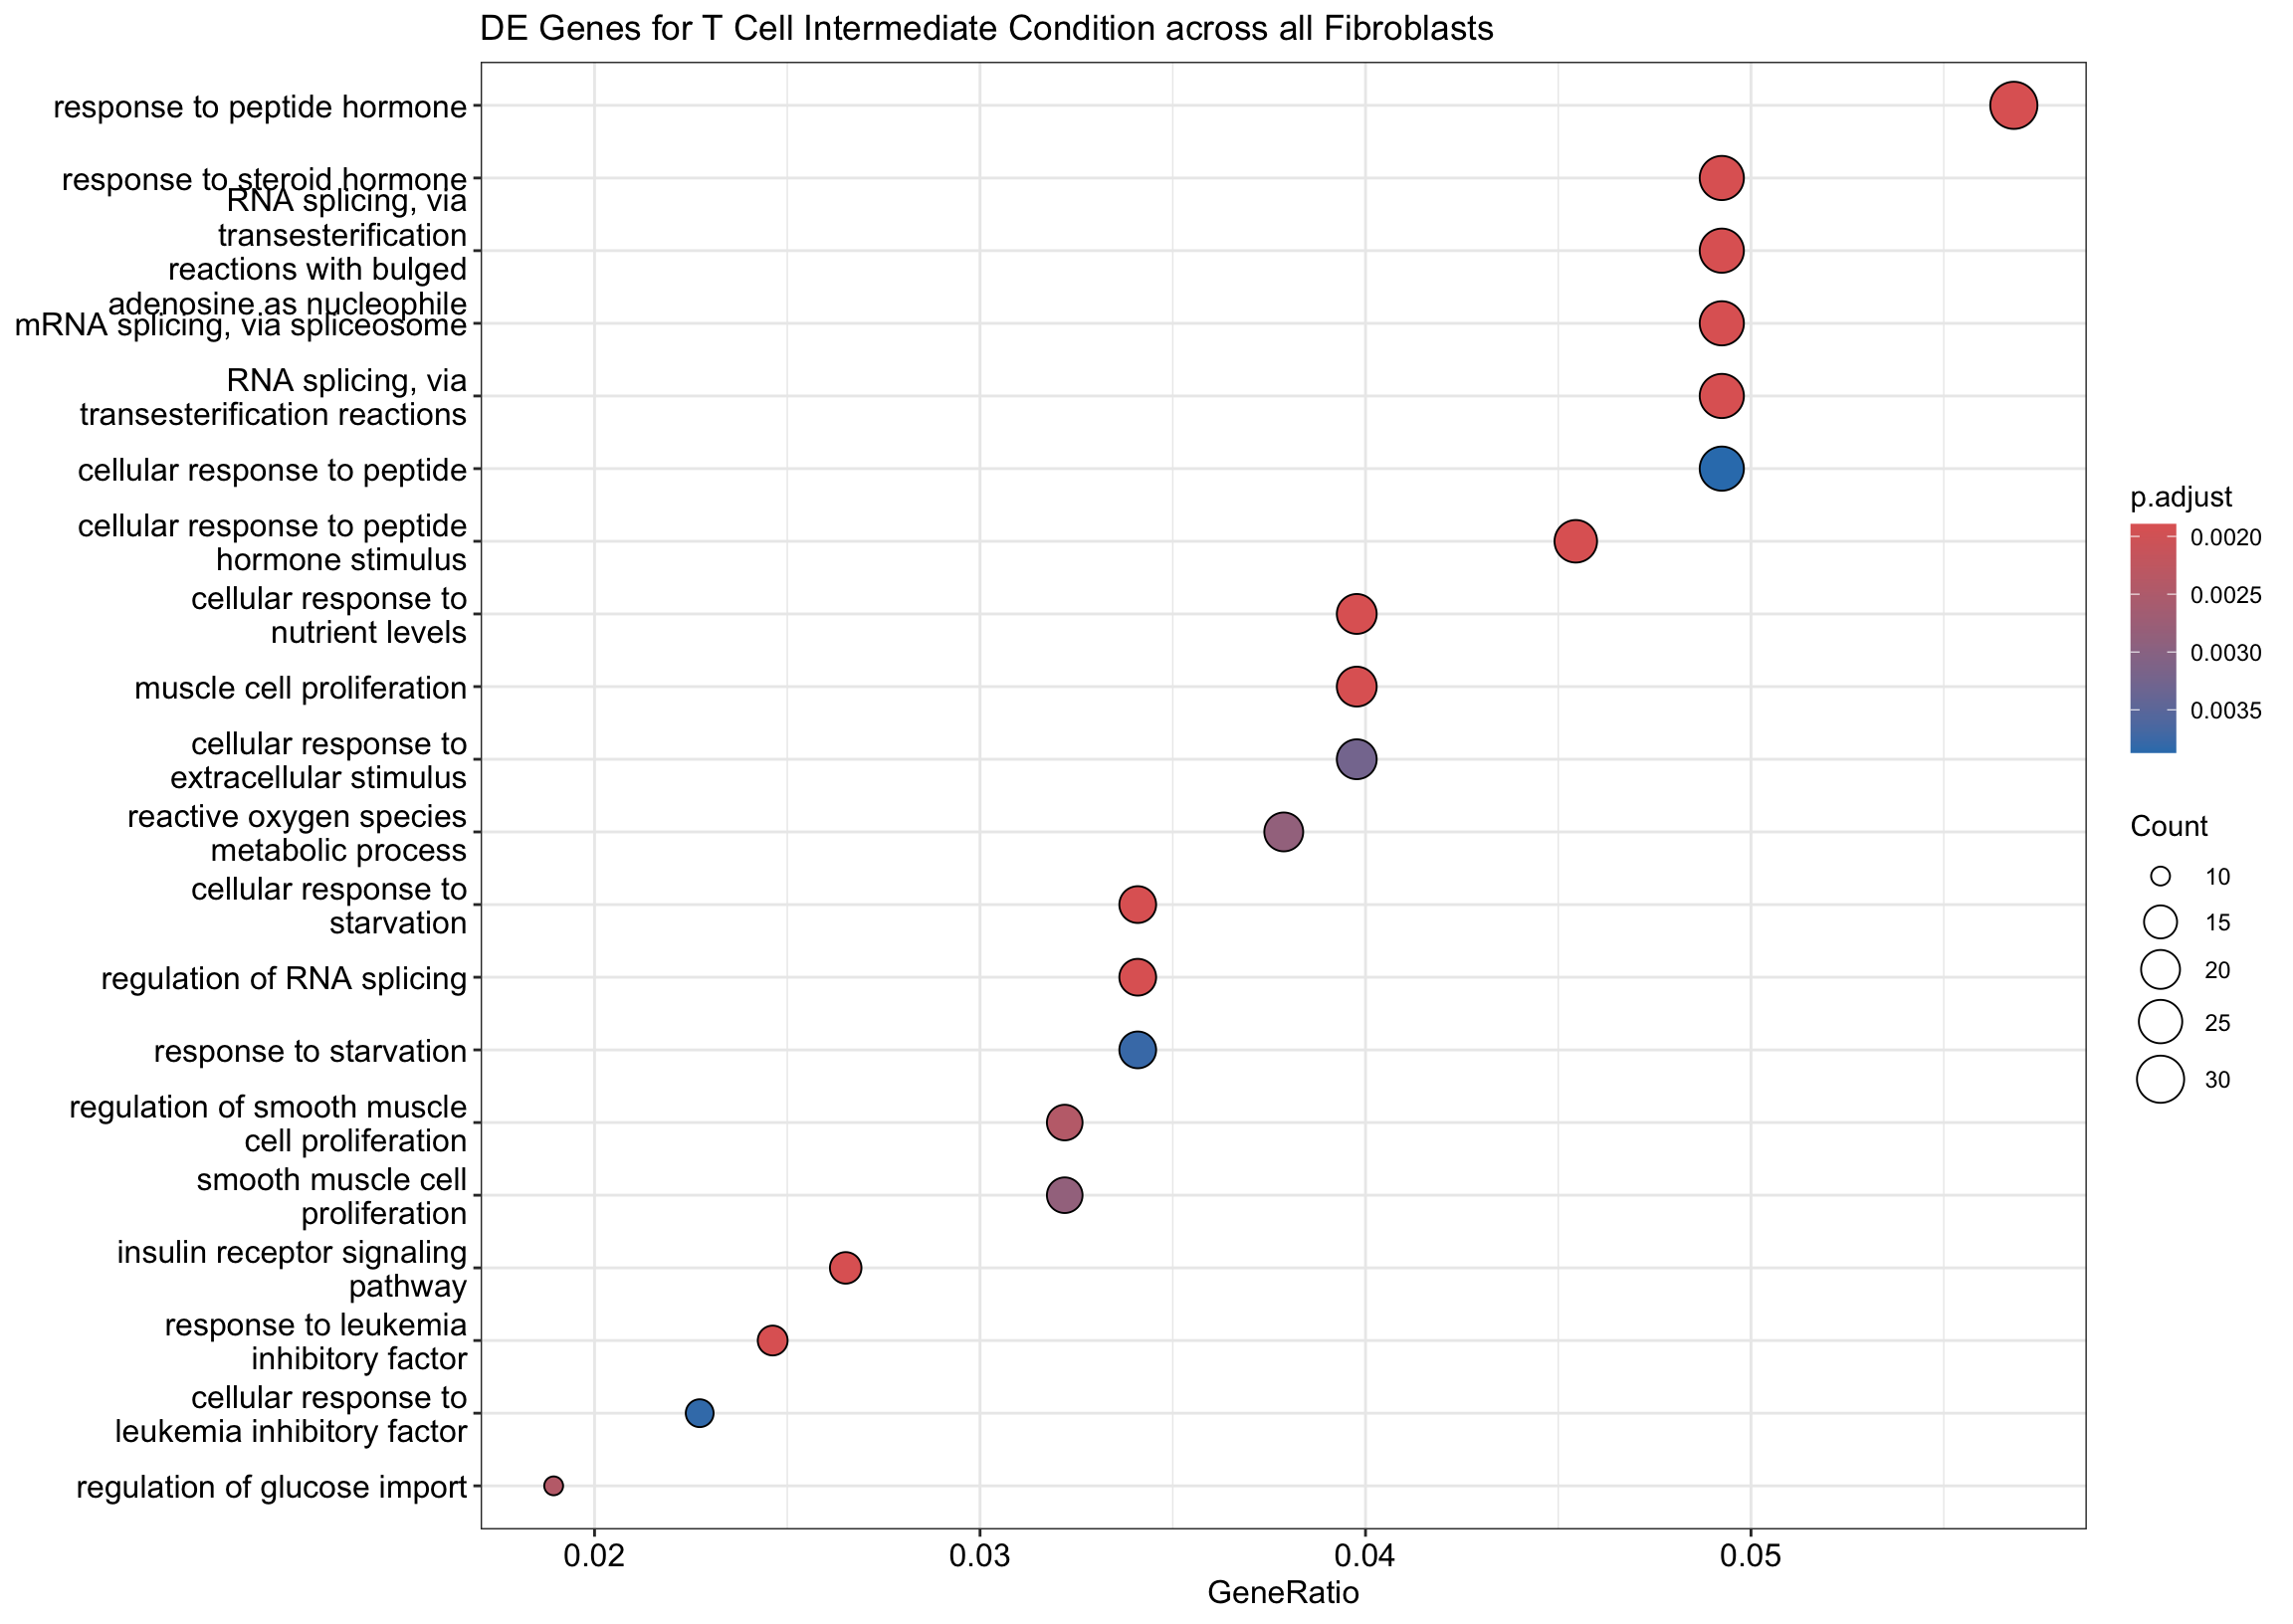 DE Genes for T Cell Intermediate Condition across all Fibroblasts
response to peptide hormone
response to steroid hormone
RNA splicing, via
transesterification
reactions with bulged
adenosine as nucleophile
mRNA splicing, via spliceosome
RNA splicing, via
transesterification reactions
cellular response to peptide
cellular response to peptide
hormone stimulus
cellular response to
nutrient levels
muscle cell proliferation
cellular response to
extracellular stimulus
reactive oxygen species
metabolic process
cellular response to
starvation
regulation of RNA splicing
response to starvation
regulation of smooth muscle
cell proliferation
smooth muscle cell
proliferation
insulin receptor signaling
pathway
response to leukemia
inhibitory factor
cellular response to
leukemia inhibitory factor
regulation of glucose import
0.02 0.03 0.04 0.05
GeneRatio
p.adjust
0.0020
0.0025
0.0030
0.0035
Count
10
15
20
25
30